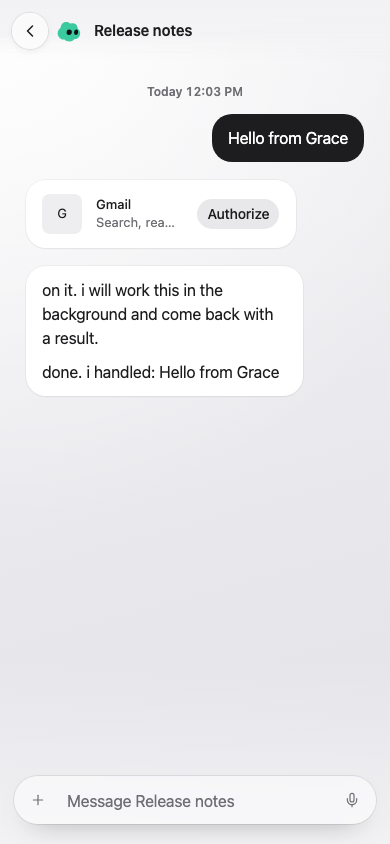 Release notes
Today 12:03 PM
Hello from Grace
G
Gmail
Search, rea...
Authorize
on it. i will work this in the
background and come back with
a result.
done. i handled: Hello from Grace
Message Release notes